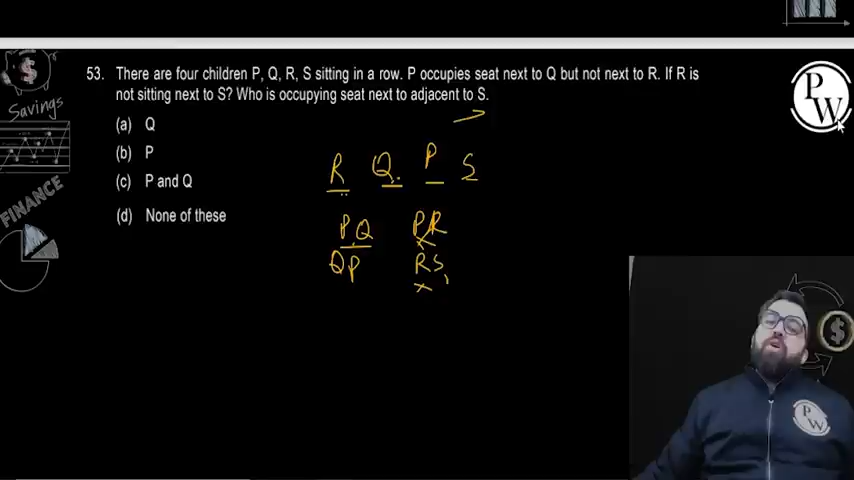 Savings
FINANCE
53. There are four children P, Q, R, S sitting in a row. P occupies seat next to Q but not next to R. If R is
not sitting next to S? Who is occupying seat next to adjacent to S.
(a) Q
(b) P
(c) P and Q
(d) None of these
R Q P S
PQ PR
QP RS
PW
PW